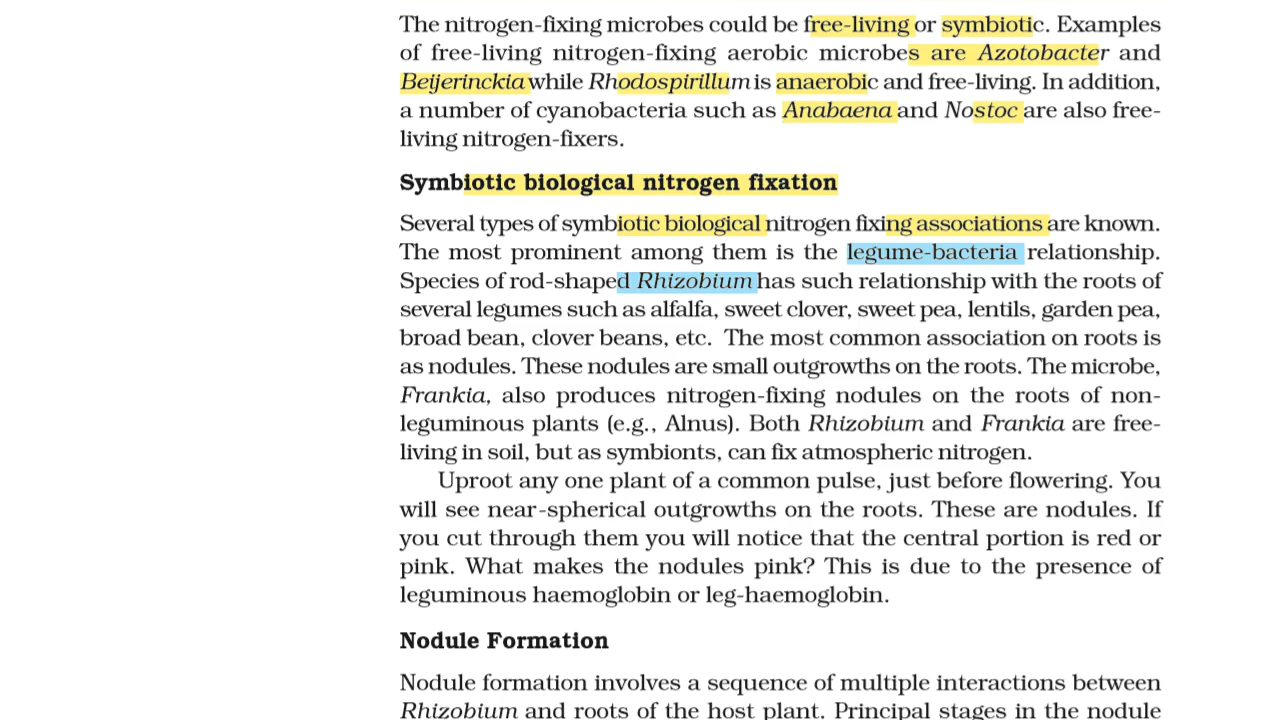 The nitrogen-fixing microbes could be free-living or symbiotic. Examples
of free-living nitrogen-fixing aerobic microbes are Azotobacter and
Beijerinckia while Rhodospirillum is anaerobic and free-living. In addition,
a number of cyanobacteria such as Anabaena and Nostoc are also free-
living nitrogen-fixers.
Symbiotic biological nitrogen fixation
Several types of symbiotic biological nitrogen fixing associations are known.
The most prominent among them is the legume-bacteria relationship.
Species of rod-shaped Rhizobium has such relationship with the roots of
several legumes such as alfalfa, sweet clover, sweet pea, lentils, garden pea,
broad bean, clover beans, etc. The most common association on roots is
as nodules. These nodules are small outgrowths on the roots. The microbe,
Frankia, also produces nitrogen-fixing nodules on the roots of non-
leguminous plants (e.g., Alnus). Both Rhizobium and Frankia are free-
living in soil, but as symbionts, can fix atmospheric nitrogen.
Uproot any one plant of a common pulse, just before flowering. You
will see near-spherical outgrowths on the roots. These are nodules. If
you cut through them you will notice that the central portion is red or
pink. What makes the nodules pink? This is due to the presence of
leguminous haemoglobin or leg-haemoglobin.
Nodule Formation
Nodule formation involves a sequence of multiple interactions between
Rhizobium and roots of the host plant. Principal stages in the nodule